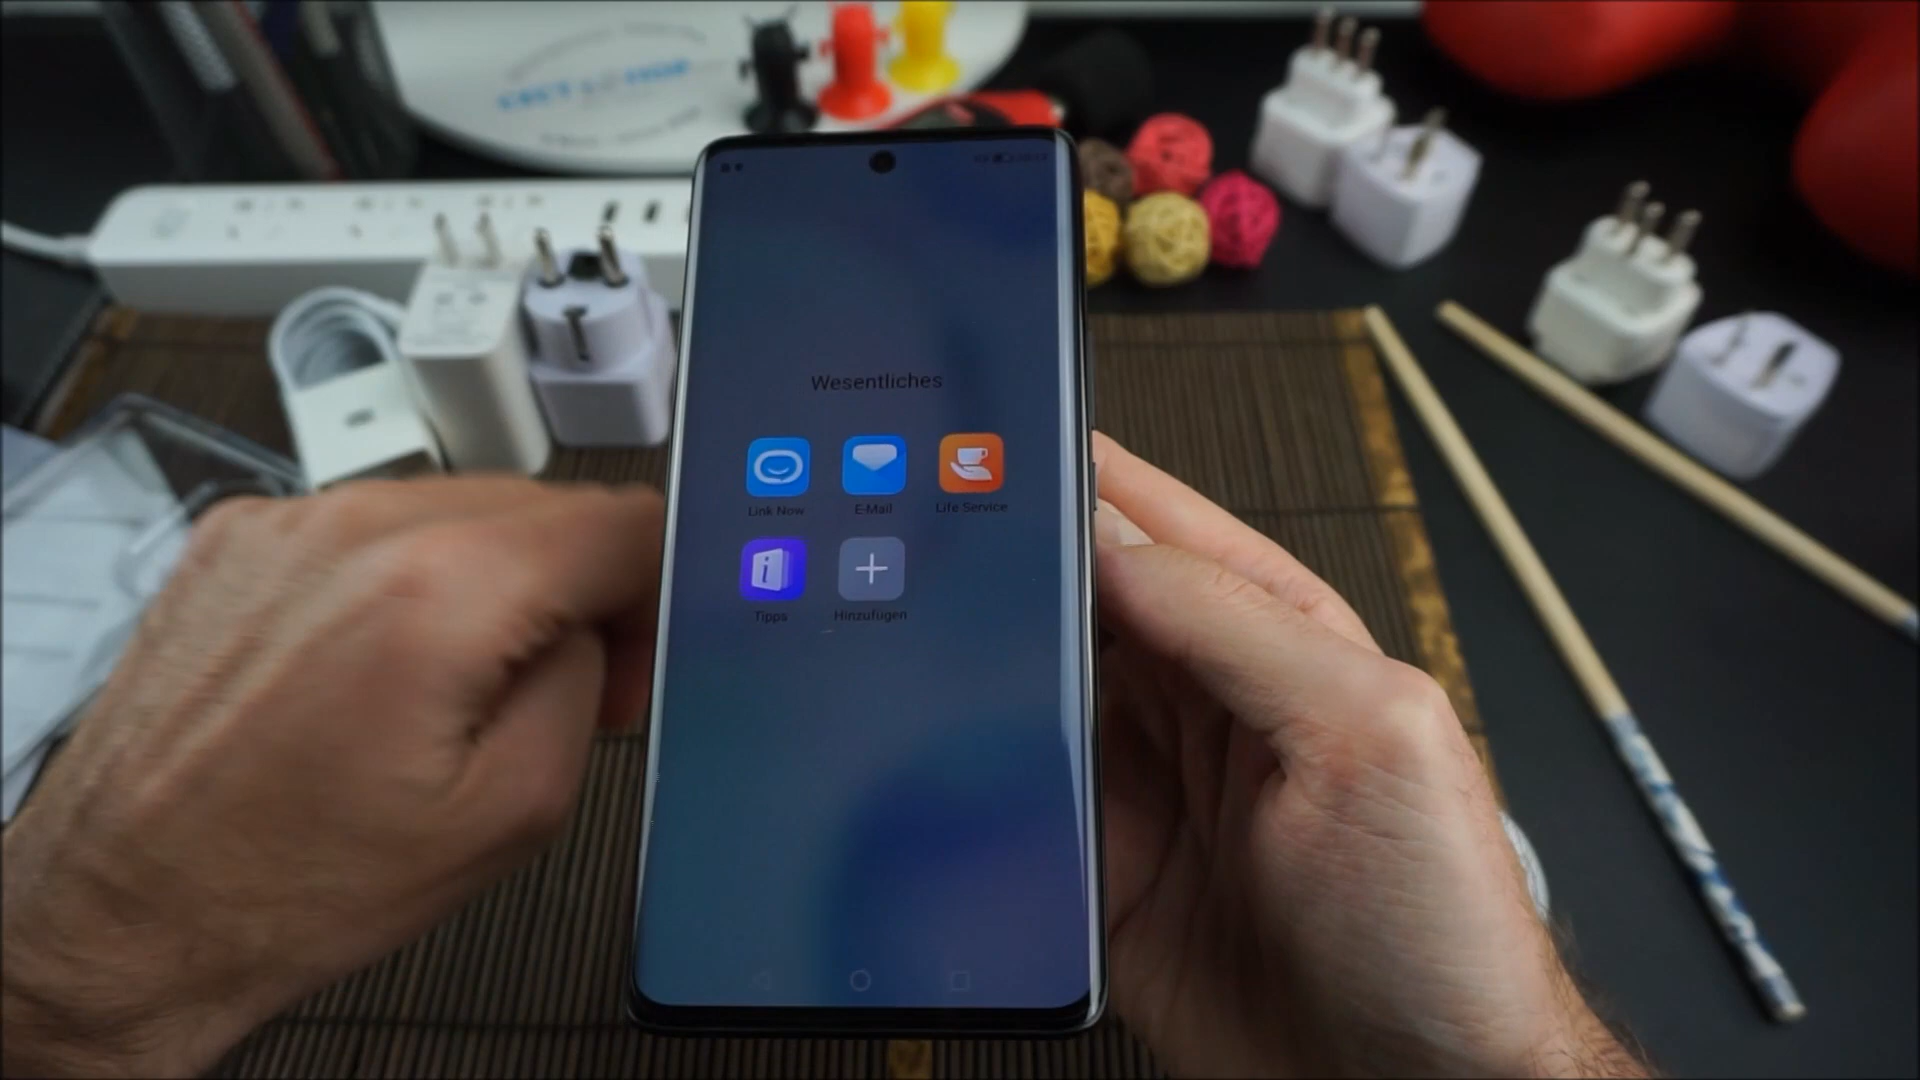 Wesentliches
Link Now
E-Mail
Life Service
Tipps
Hinzufügen